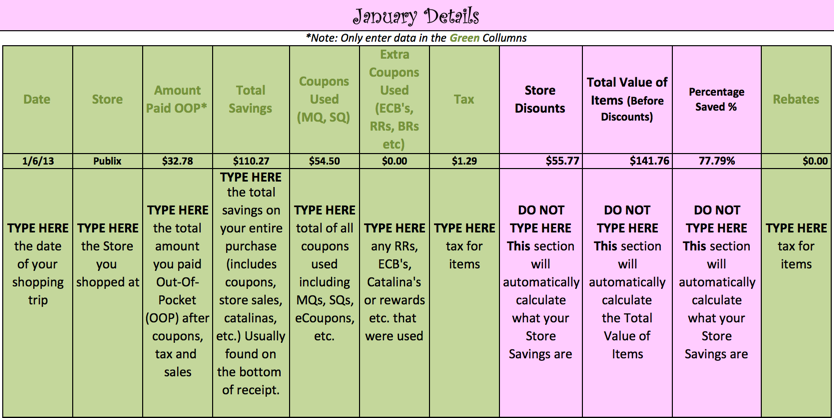 January Details
*Note: Only enter data in the Green Collumns
Date
Store
Amount
Paid OOP*
Total
Savings
Coupons
Used
(MQ, SQ)
Extra
Coupons
Used
(ECB's,
RRs, BRs
etc)
Tax
Store
Disounts
Total Value of
Items (Before
Discounts)
Percentage
Saved %
Rebates
1/6/13
Publix
$32.78
$110.27
$54.50
$0.00
$1.29
$55.77
$141.76
77.79%
$0.00
TYPE HERE
the date
of your
shopping
trip
TYPE HERE
the Store
you
shopped at
TYPE HERE
the total
amount
you paid
Out-Of-
Pocket
(OOP) after
coupons,
tax and
sales
TYPE HERE
the total
savings on
your entire
purchase
(includes
coupons,
store sales,
catalinas,
etc.) Usually
found on
the bottom
of receipt.
TYPE HERE
total of all
coupons
used
including
MQs, SQs,
eCoupons,
etc.
TYPE HERE
any RRs,
ECB's,
Catalina's
or rewards
etc. that
were used
TYPE HERE
tax for
items
DO NOT
TYPE HERE
This section
will
automatically
calculate
what your
Store
Savings are
DO NOT
TYPE HERE
This section
will
automatically
calculate
the Total
Value of
Items
DO NOT
TYPE HERE
This section
will
automatically
calculate
what your
Store
Savings are
TYPE HERE
tax for
items